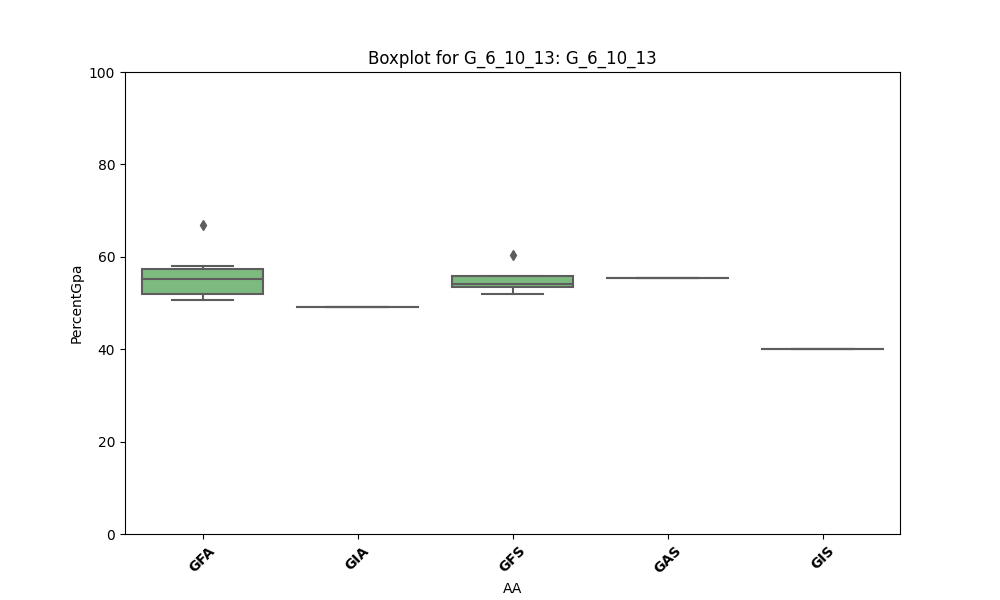 Boxplot for G_6_10_13: G_6_10_13
100
80
60
40
20
0
PercentGpa
GFA
GIA
GFS
GAS
GIS
AA